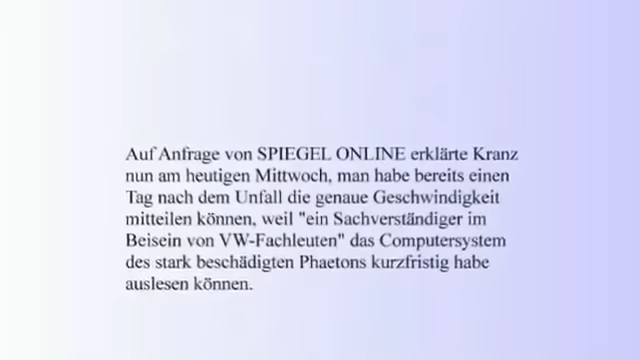 Auf Anfrage von SPIEGEL ONLINE erklärte Kranz
nun am heutigen Mittwoch, man habe bereits einen
Tag nach dem Unfall die genaue Geschwindigkeit
mitteilen können, weil "ein Sachverständiger im
Beisein von VW-Fachleuten" das Computersystem
des stark beschädigten Phaetons kurzfristig habe
auslesen können.